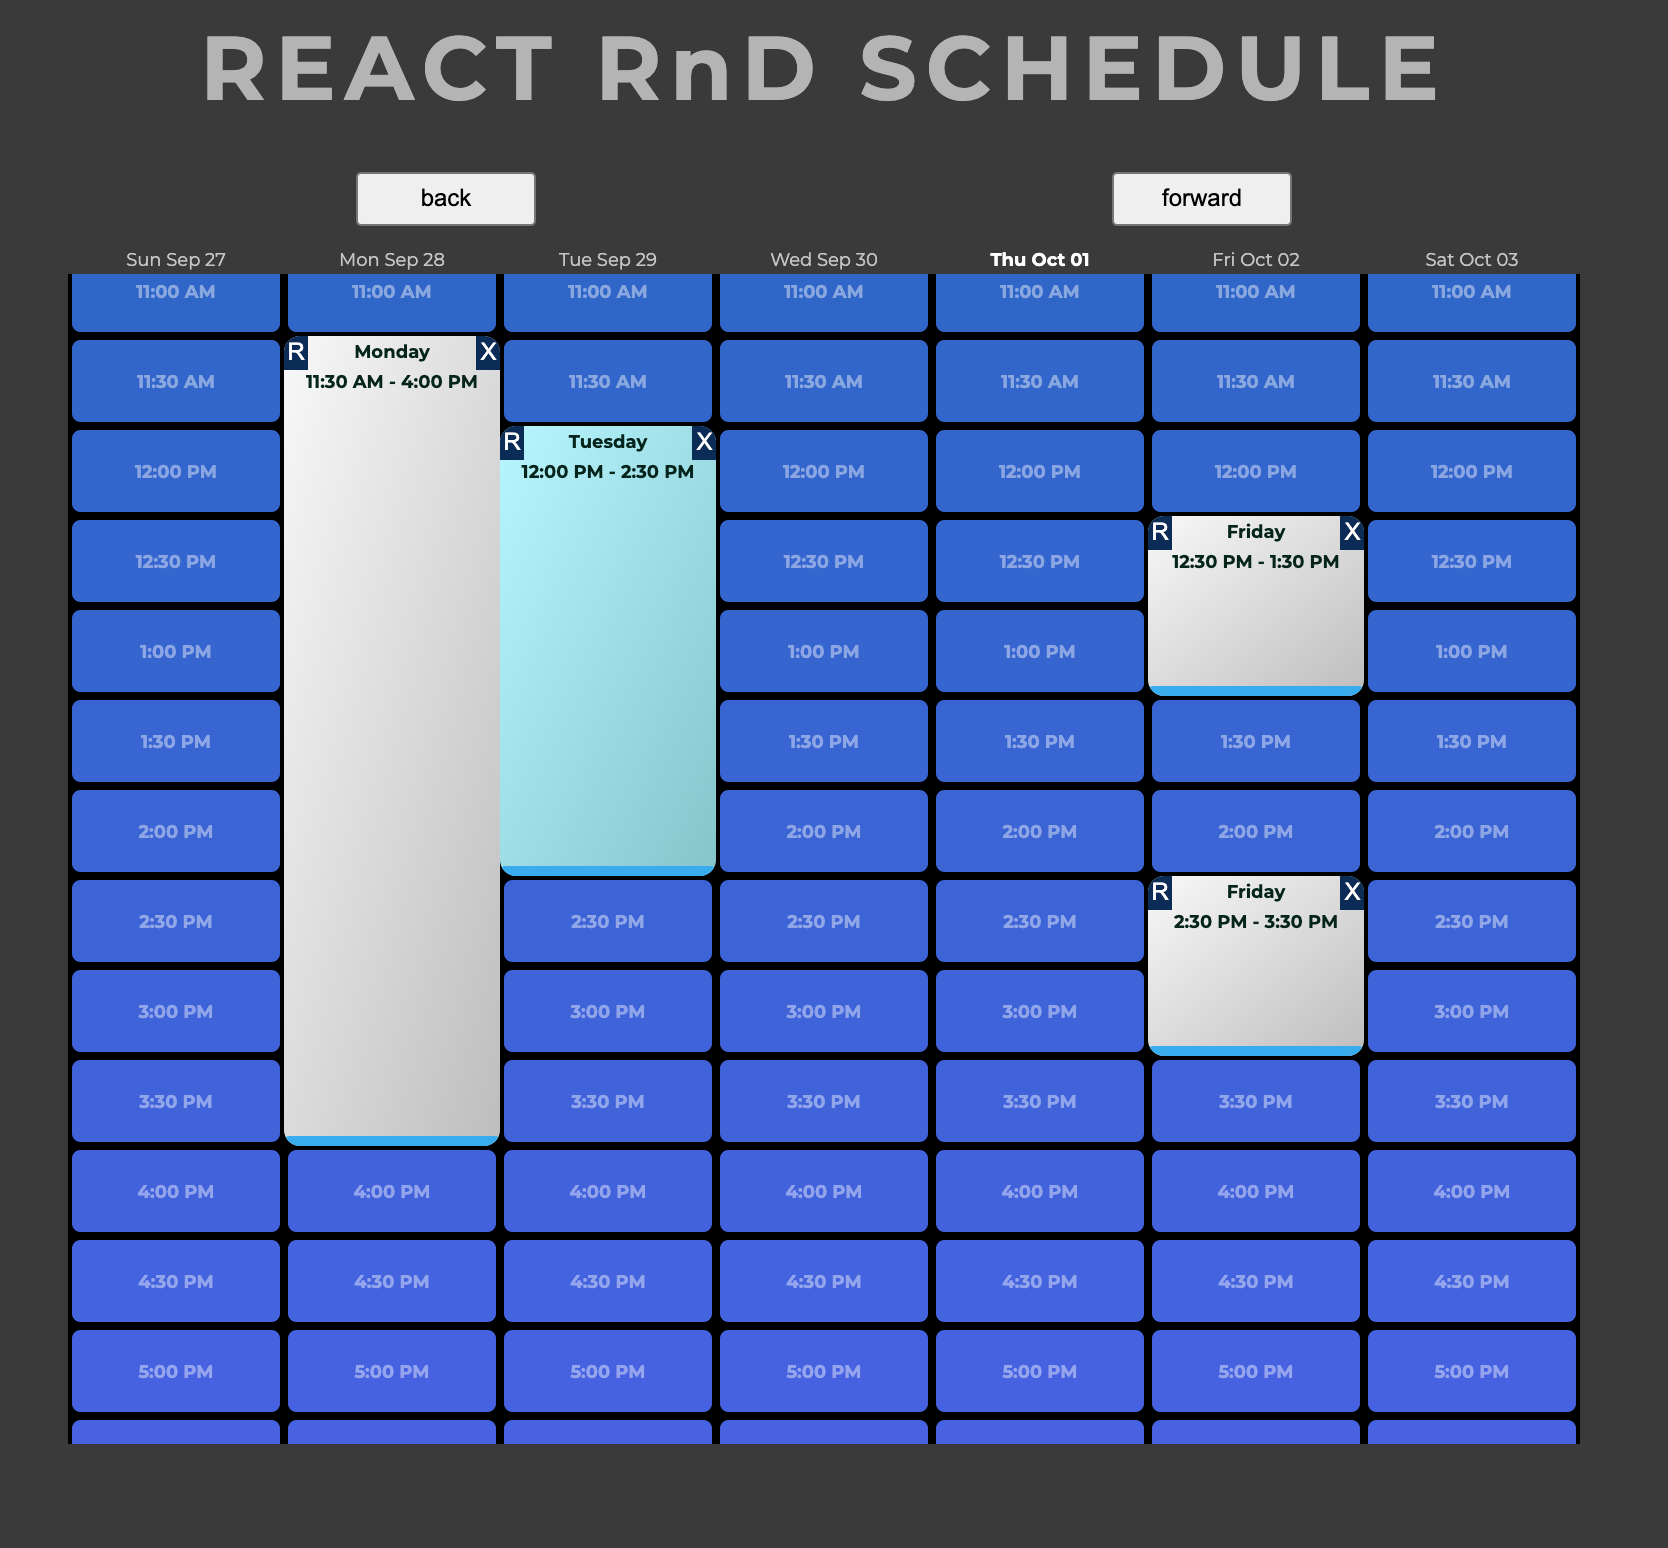 REACT RnD SCHEDULE
back forward
Sun Sep 27 Mon Sep 28 Tue Sep 29 Wed Sep 30 Thu Oct 01 Fri Oct 02 Sat Oct 03
11:00 AM 11:00 AM 11:00 AM 11:00 AM 11:00 AM 11:00 AM 11:00 AM
R Monday X
11:30 AM 11:30 AM - 4:00 PM 11:30 AM 11:30 AM 11:30 AM 11:30 AM 11:30 AM
R Tuesday X
12:00 PM 12:00 PM - 2:30 PM 12:00 PM 12:00 PM 12:00 PM 12:00 PM
R Friday X
12:30 PM 12:30 PM 12:30 PM 12:30 PM - 1:30 PM 12:30 PM
1:00 PM 1:00 PM 1:00 PM 1:00 PM
1:30 PM 1:30 PM 1:30 PM 1:30 PM 1:30 PM
2:00 PM 2:00 PM 2:00 PM 2:00 PM 2:00 PM
R Friday X
2:30 PM 2:30 PM 2:30 PM 2:30 PM 2:30 PM - 3:30 PM 2:30 PM
3:00 PM 3:00 PM 3:00 PM 3:00 PM 3:00 PM
3:30 PM 3:30 PM 3:30 PM 3:30 PM 3:30 PM 3:30 PM
4:00 PM 4:00 PM 4:00 PM 4:00 PM 4:00 PM 4:00 PM 4:00 PM
4:30 PM 4:30 PM 4:30 PM 4:30 PM 4:30 PM 4:30 PM 4:30 PM
5:00 PM 5:00 PM 5:00 PM 5:00 PM 5:00 PM 5:00 PM 5:00 PM